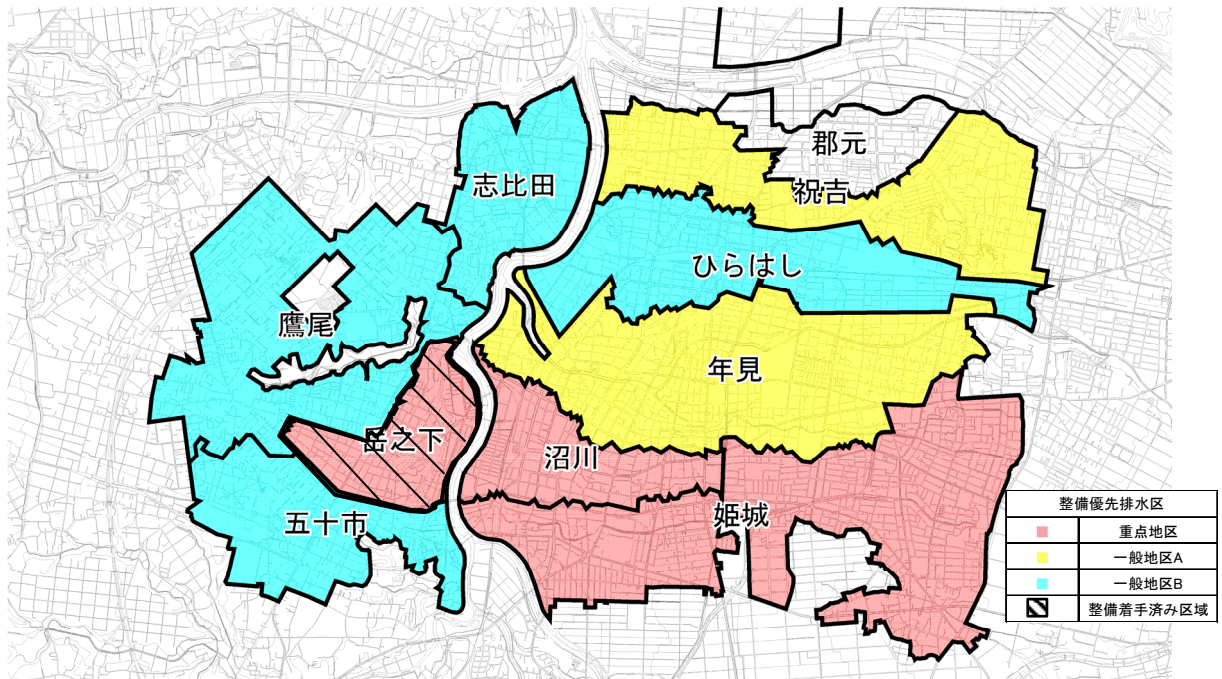 郡元
志比田
祝吉
ひらはし
鷹尾
年見
岳之下
沼川
姫城
五十市
整備優先排水区
重点地区
一般地区A
一般地区B
整備着手済み区域